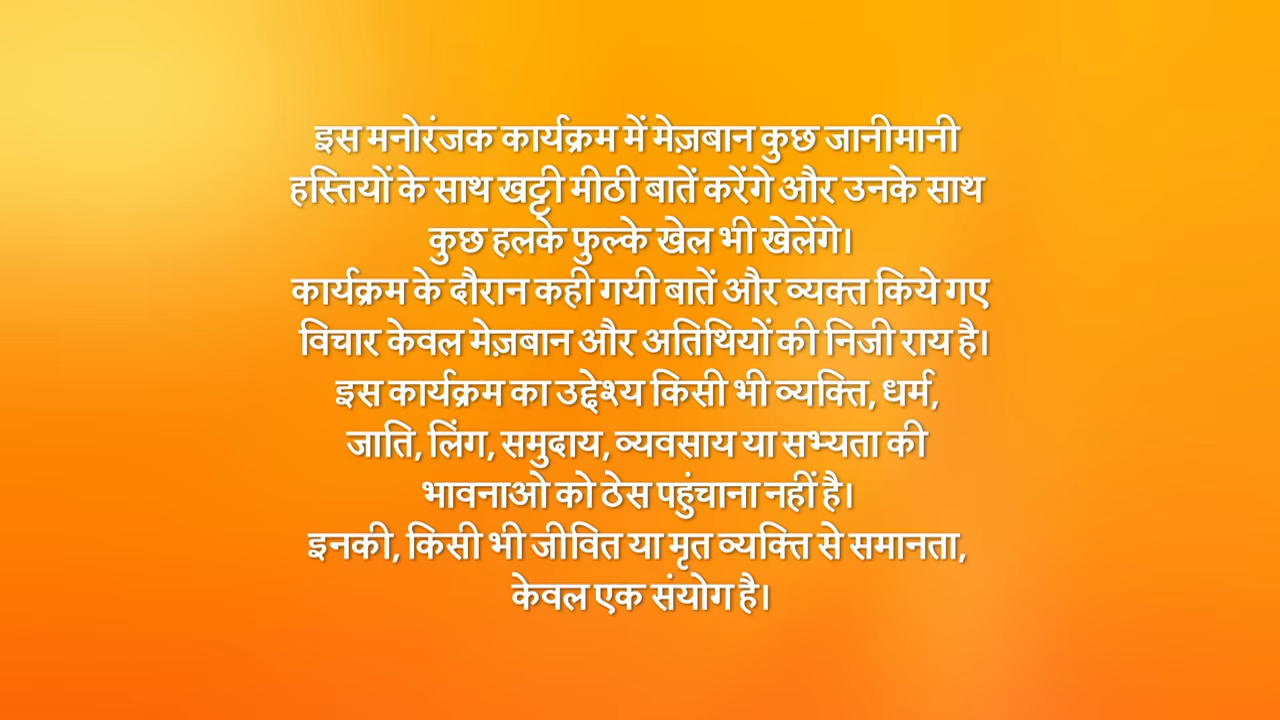 इस मनोरंजक कार्यक्रम में मेज़बान कुछ जानीमानी
हस्तियों के साथ खट्टी मीठी बातें करेंगे और उनके साथ
कुछ हलके फुल्के खेल भी खेलेंगे।
कार्यक्रम के दौरान कही गयी बातें और व्यक्त किये गए
विचार केवल मेज़बान और अतिथियों की निजी राय है।
इस कार्यक्रम का उद्देश्य किसी भी व्यक्ति, धर्म,
जाति, लिंग, समुदाय, व्यवसाय या सभ्यता की
भावनाओ को ठेस पहुंचाना नहीं है।
इनकी, किसी भी जीवित या मृत व्यक्ति से समानता,
केवल एक संयोग है।